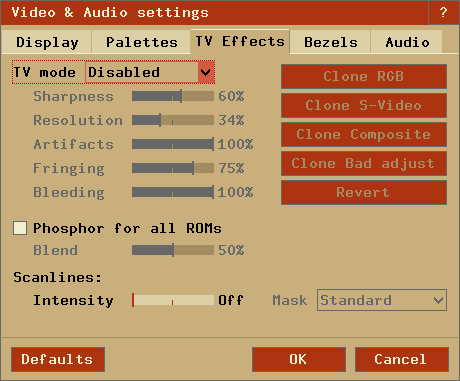 Video & Audio settings ?
Display Palettes TV Effects Bezels Audio
TV mode Disabled Clone RGB
Sharpness 60%
Clone S-Video
Resolution 34%
Clone Composite
Artifacts 100%
Fringing 75% Clone Bad adjust
Bleeding 100% Revert
Phosphor for all ROMs
Blend 50%
Scanlines:
Intensity Off Mask Standard
Defaults OK Cancel